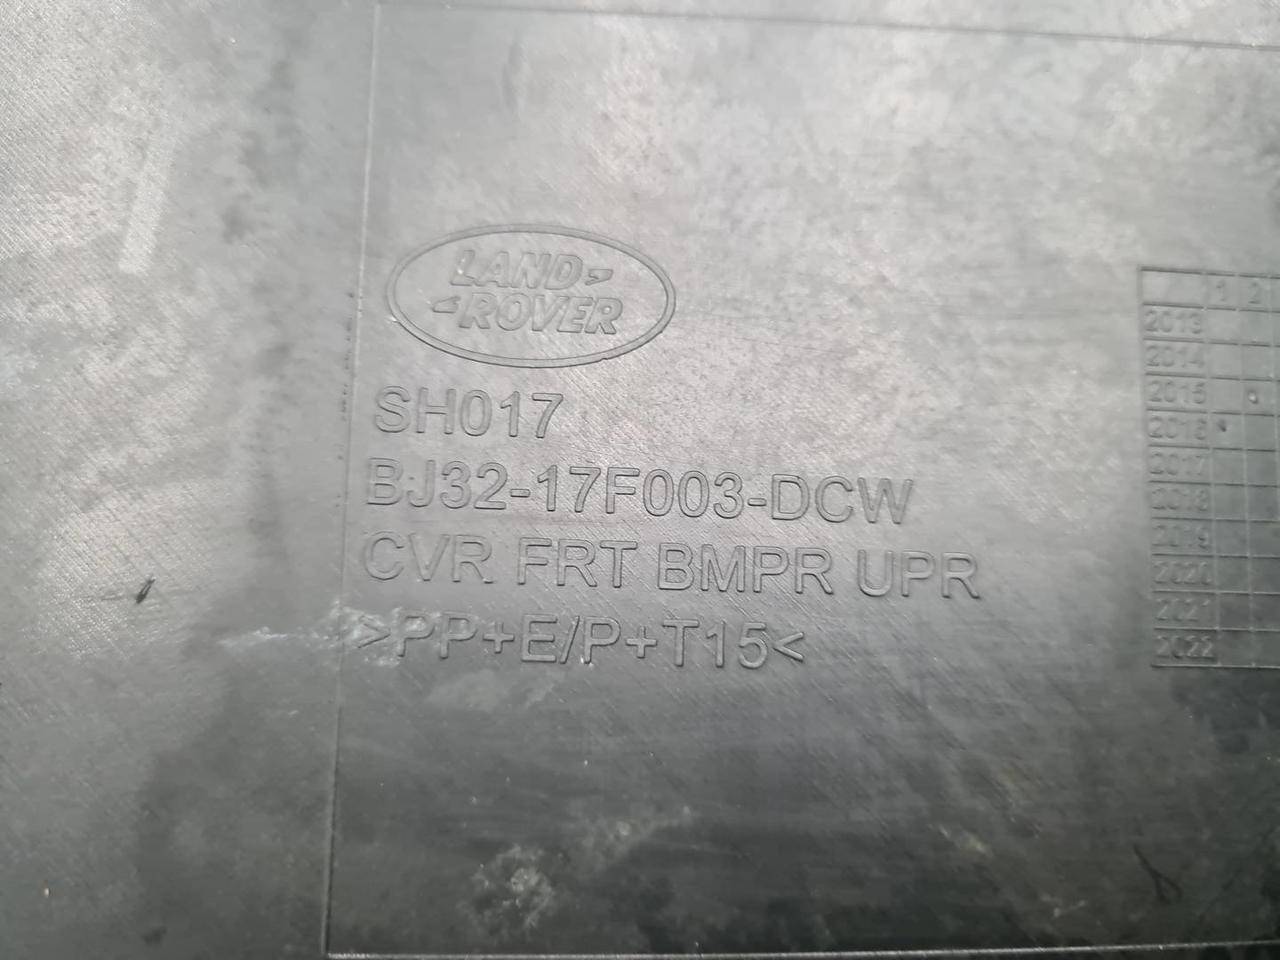 LAND
ROVER
SH017
BJ32-17F003-DCW
CVR FRT BMPR UPR
>PP+E/P+T15<
1 2
2013
2014
2015
2016
2017
2018
2019
2020
2021
2022